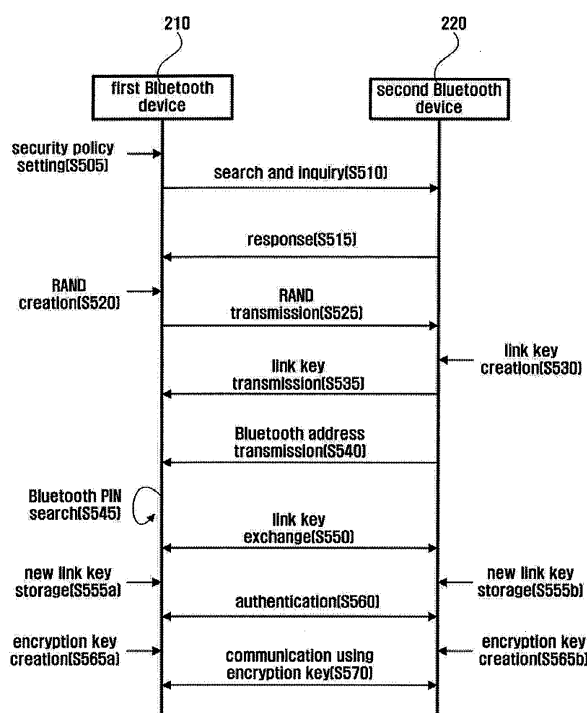 210
220
first Bluetooth
device
second Bluetooth
device
security policy
setting(S505)
search and inquiry(S510)
response(S515)
RAND
creation(S520)
RAND
transmission(S525)
link key
creation(S530)
link key
transmission(S535)
Bluetooth address
transmission(S540)
Bluetooth PIN
search(S545)
link key
exchange(S550)
new link key
storage(S555a)
new link key
storage(S555b)
authentication(S560)
encryption key
creation(S565a)
encryption key
creation(S565b)
communication using
encryption key(S570)